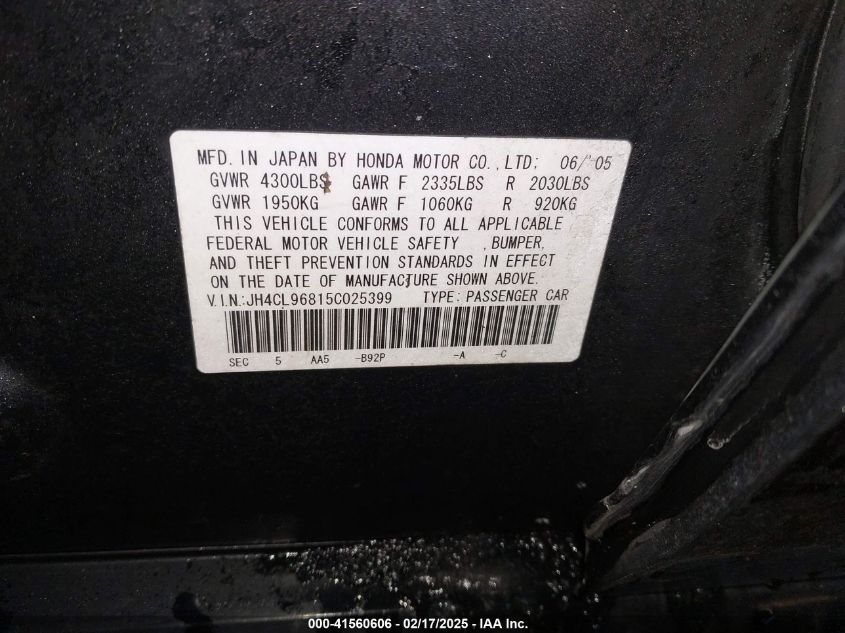 MFD. IN JAPAN BY HONDA MOTOR CO., LTD; 06/'05
GVWR 4300LBS GAWR F 2335LBS R 2030LBS
GVWR 1950KG GAWR F 1060KG R 920KG
THIS VEHICLE CONFORMS TO ALL APPLICABLE
FEDERAL MOTOR VEHICLE SAFETY , BUMPER,
AND THEFT PREVENTION STANDARDS IN EFFECT
ON THE DATE OF MANUFACTURE SHOWN ABOVE.
V.I.N.:JH4CL96815C025399 TYPE: PASSENGER CAR
SEC 5 AA5 -B92P -A -C
000-41560606 - 02/17/2025 - IAA Inc.